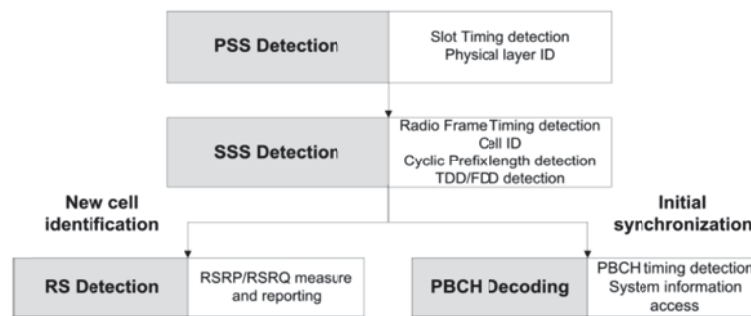 PSS Detection
Slot Timing detection
Physical layer ID
SSS Detection
Radio Frame Timing detection
Cell ID
Cyclic Prefix length detection
TDD/FDD detection
New cell
identification
Initial
synchronization
RS Detection
RSRP/RSRQ measure
and reporting
PBCH Decoding
PBCH timing detection
System information
access